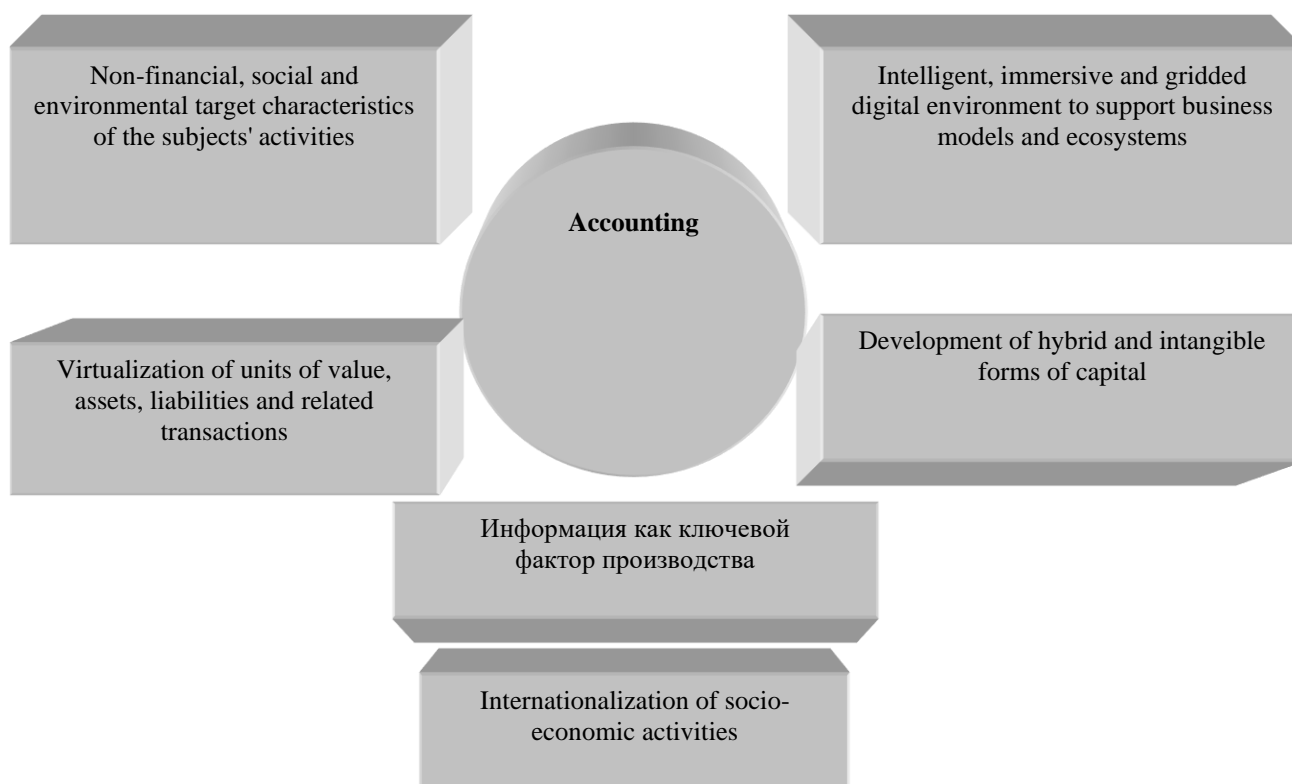 Non-financial, social and
environmental target characteristics
of the subjects' activities
Intelligent, immersive and gridded
digital environment to support business
models and ecosystems
Accounting
Virtualization of units of value,
assets, liabilities and related
transactions
Development of hybrid and intangible
forms of capital
Информация как ключевой
фактор производства
Internationalization of socio-
economic activities